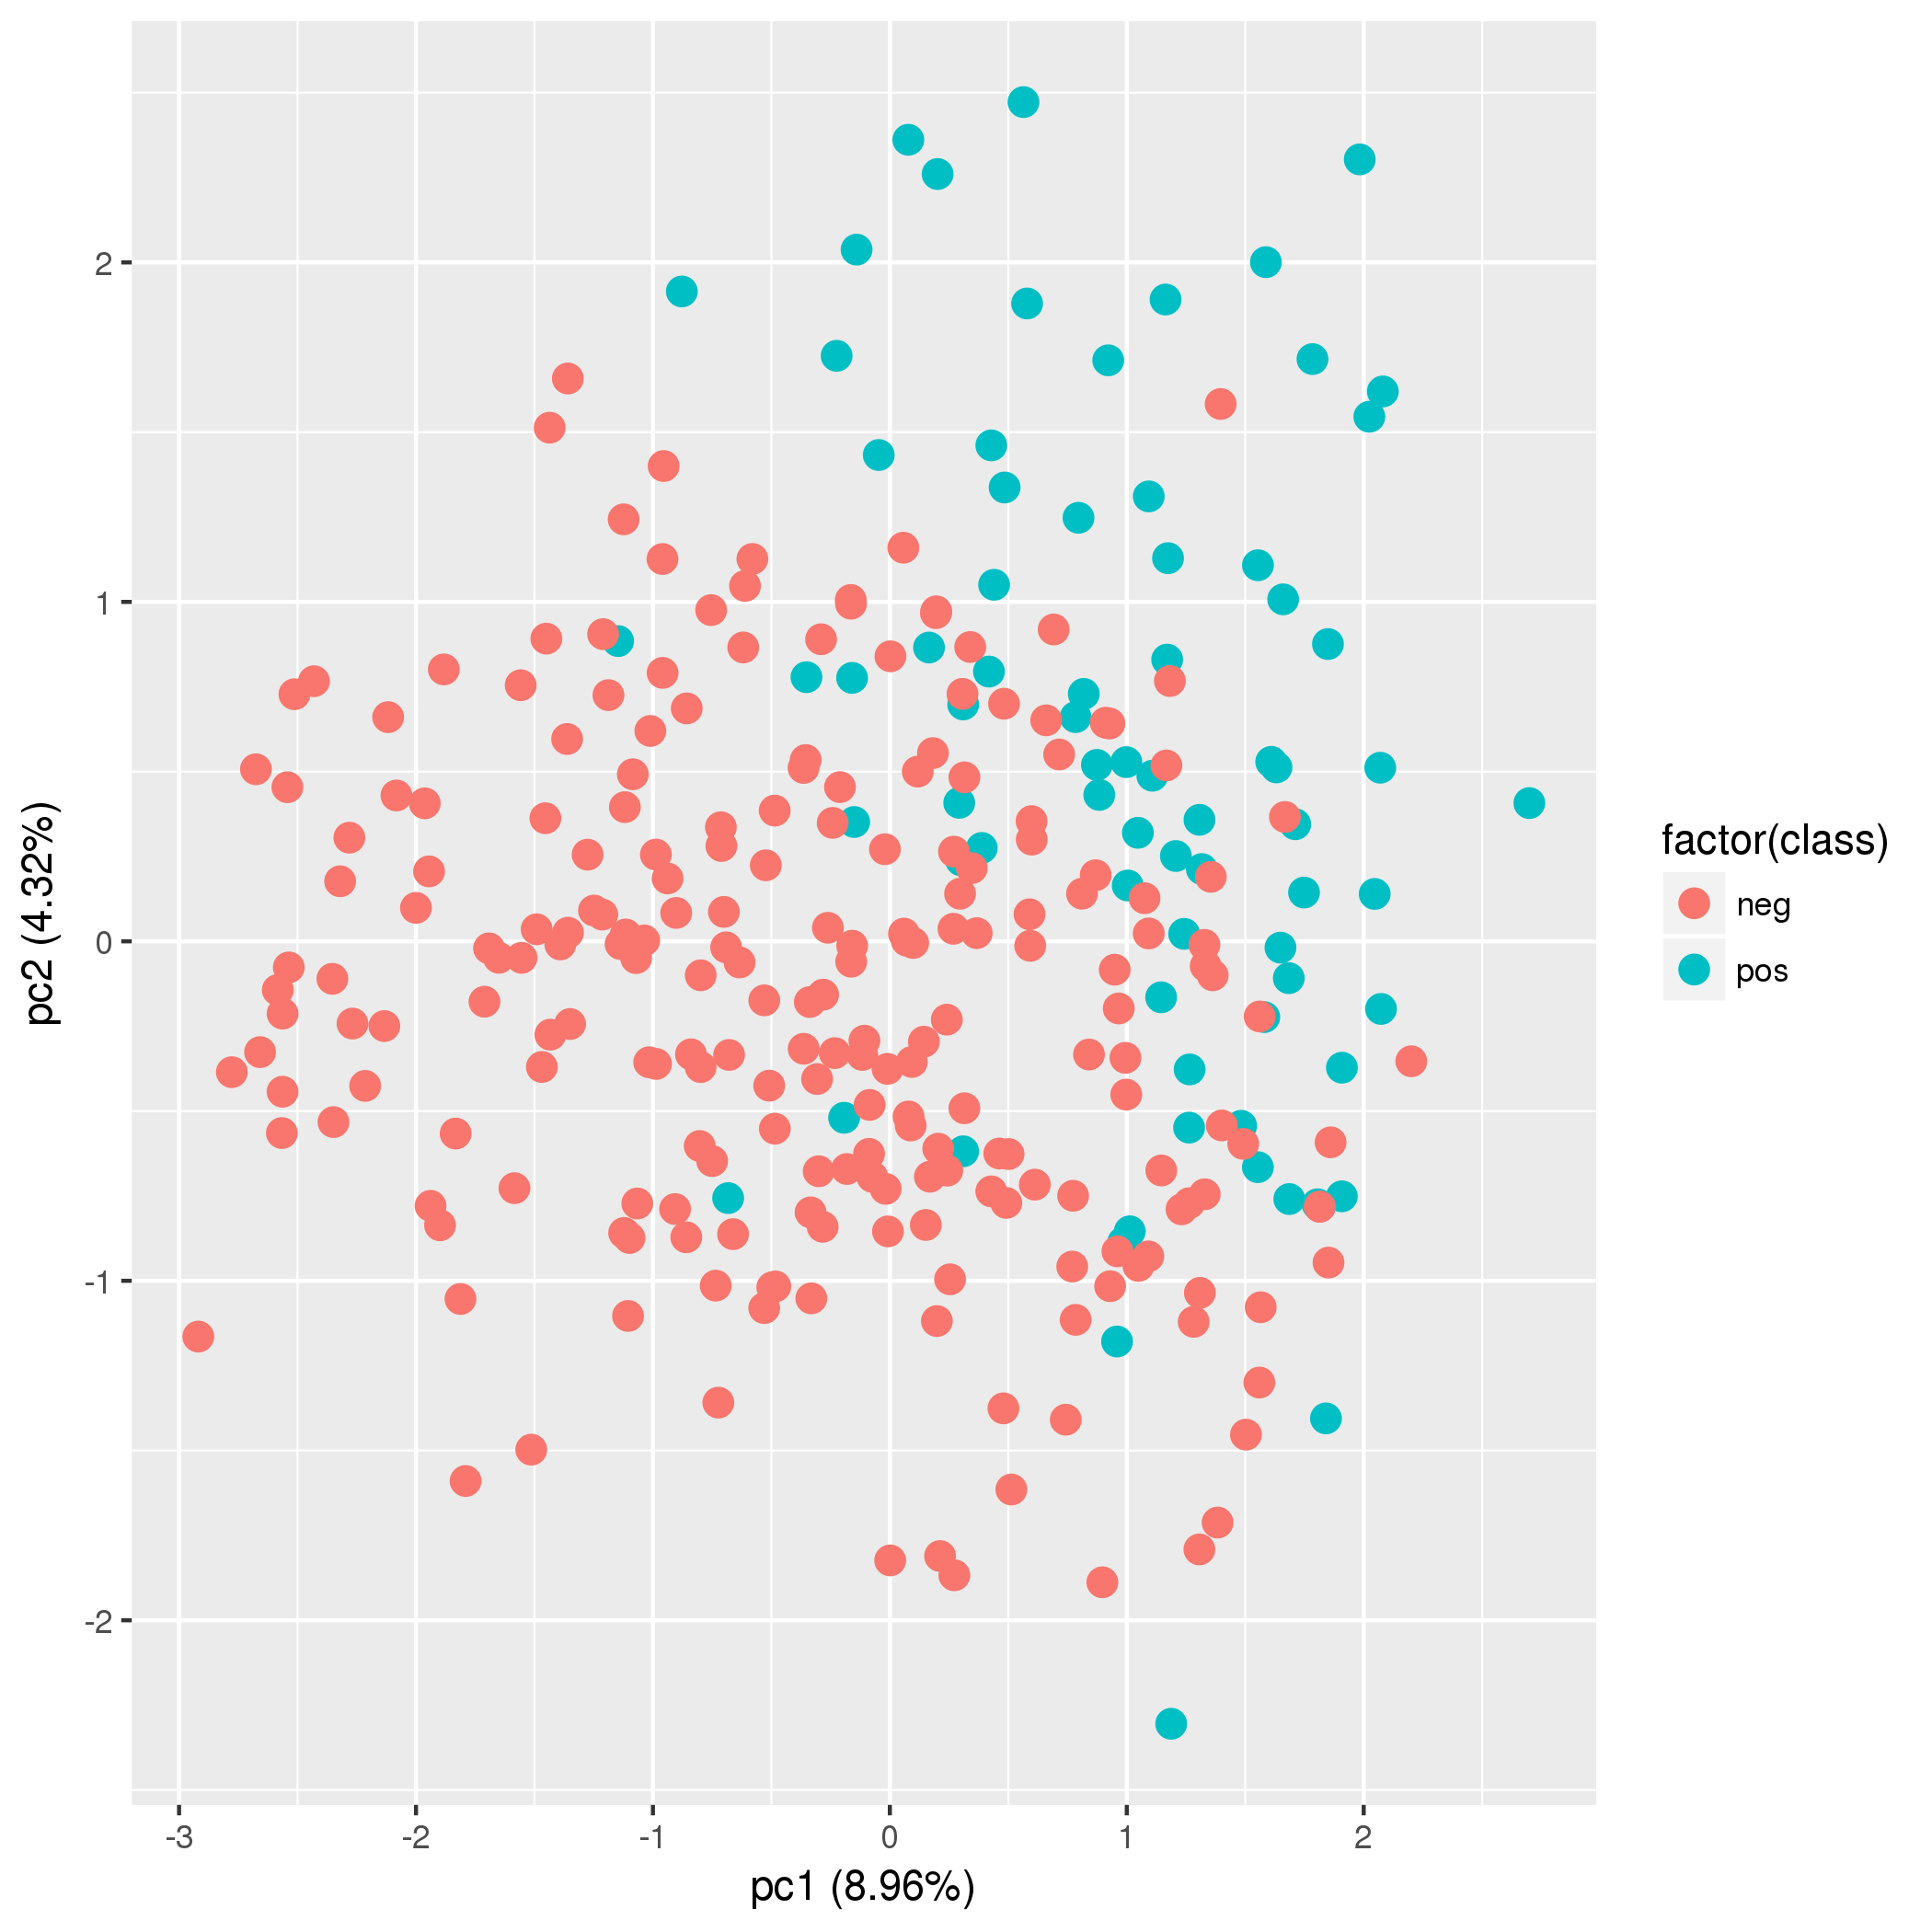 2
1
0
-1
-2
pc2 (4.32%)
-3
-2
-1
0
1
2
pc1 (8.96%)
factor(class)
neg
pos